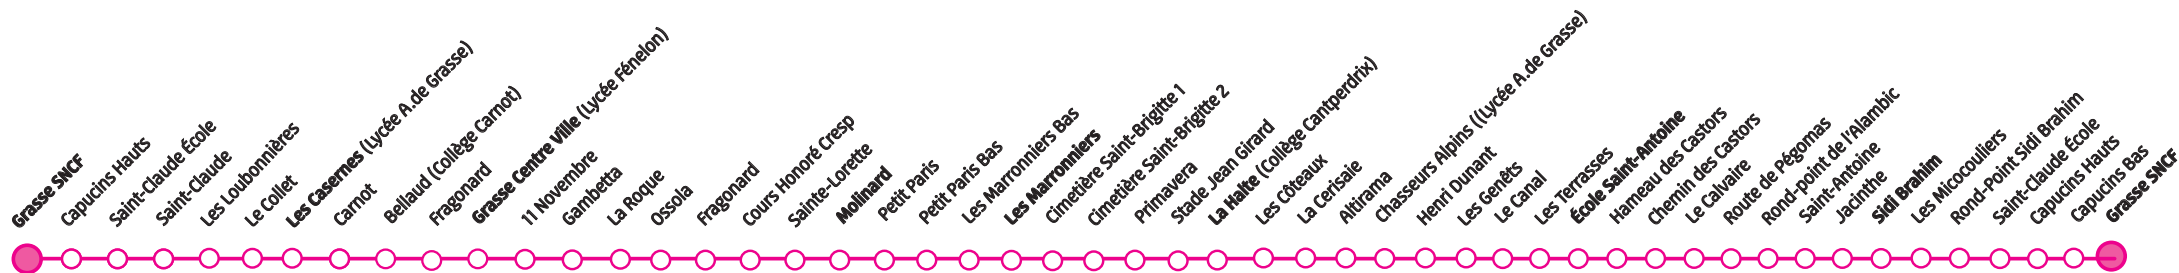 Grasse SNCF
Capucins Hauts
Saint-Claude École
Saint-Claude
Les Loubonnières
Le Collet
Les Casernes (Lycée A.de Grasse)
Carnot
Bellaud (Collège Carnot)
Fragonard
Grasse Centre Ville (Lycée Fénelon)
11 Novembre
Gambetta
La Roque
Ossola
Fragonard
Cours Honoré Cresp
Sainte-Lorette
Molinard
Petit Paris
Petit Paris Bas
Les Marronniers Bas
Les Marronniers
Cimetière Saint-Brigitte 1
Cimetière Saint-Brigitte 2
Primavera
Stade Jean Girard
La Halte (Collège Cantperdrix)
Les Côteaux
La Cerisaie
Altirama
Chasseurs Alpins ((Lycée A.de Grasse)
Henri Dunant
Les Genêts
Le Canal
Les Terrasses
École Saint-Antoine
Hameau des Castors
Chemin des Castors
Le Calvaire
Route de Pégomas
Rond-point de l'Alambic
Saint-Antoine
Jacinthe
Sidi Brahim
Les Micocouliers
Rond-Point Sidi Brahim
Saint-Claude École
Capucins Hauts
Capucins Bas
Grasse SNCF